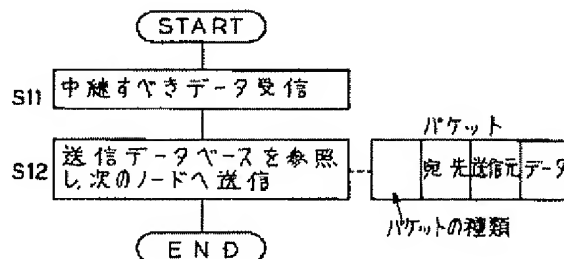 START
S11 中継すべきデータ受信
S12 送信データベースを参照
し、次のノードへ送信
パケット
宛先 送信元 データ
パケットの種類
END